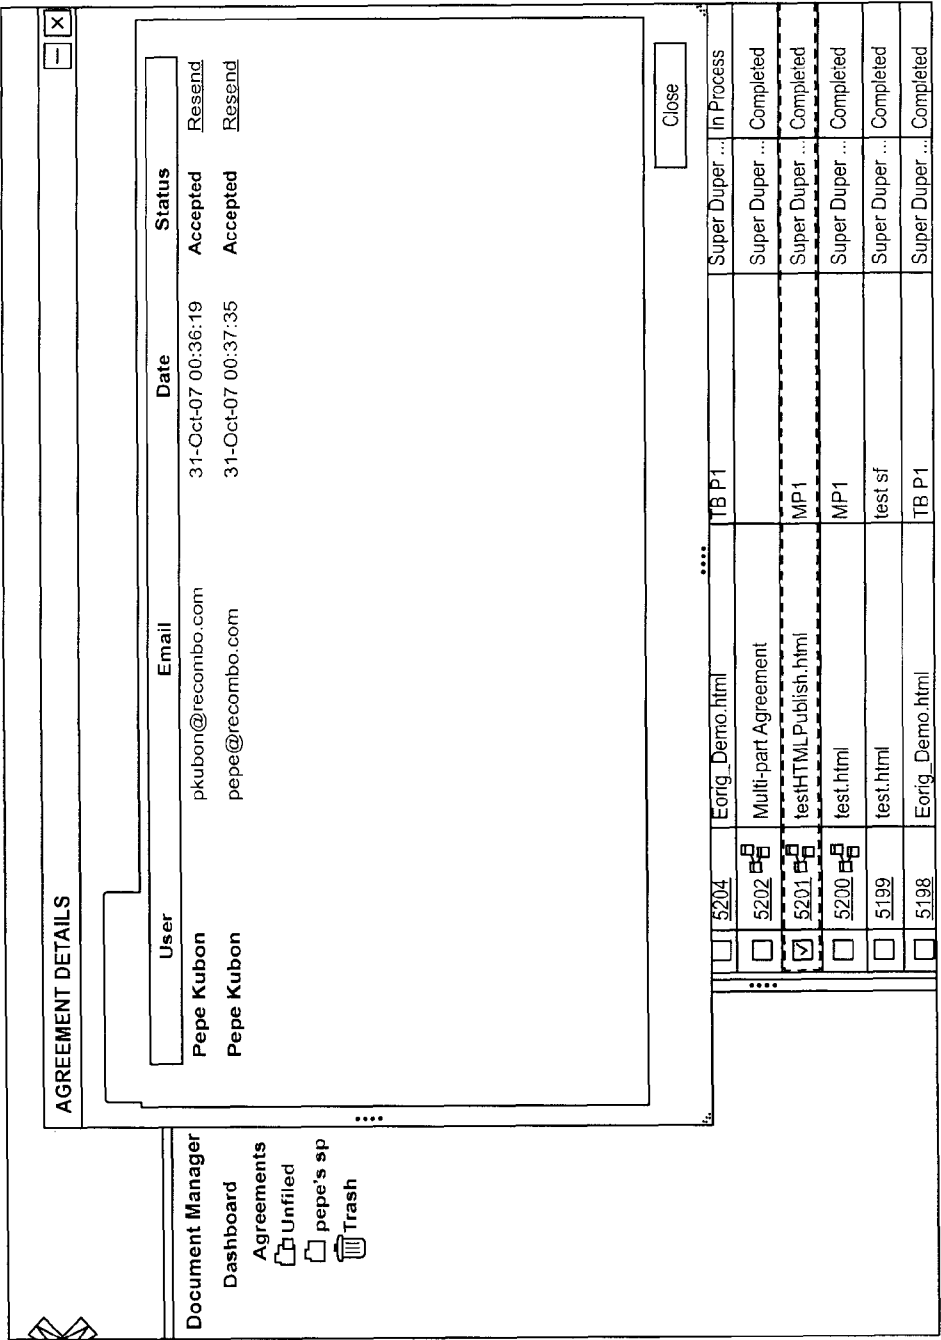 AGREEMENT DETAILS
User Email Date Status
Pepe Kubon pkubon@recombo.com 31-Oct-07 00:36:19 Accepted Resend
Pepe Kubon pepe@recombo.com 31-Oct-07 00:37:35 Accepted Resend
Close
Document Manager
Dashboard
Agreements
Unfiled
pepe's sp
Trash
5204 Eorig_Demo.html TB P1 Super Duper ... In Process
5202 Multi-part Agreement Super Duper ... Completed
5201 testHTMLPublish.html MP1 Super Duper ... Completed
5200 test.html MP1 Super Duper ... Completed
5199 test.html test sf Super Duper ... Completed
5198 Eorig_Demo.html TB P1 Super Duper ... Completed